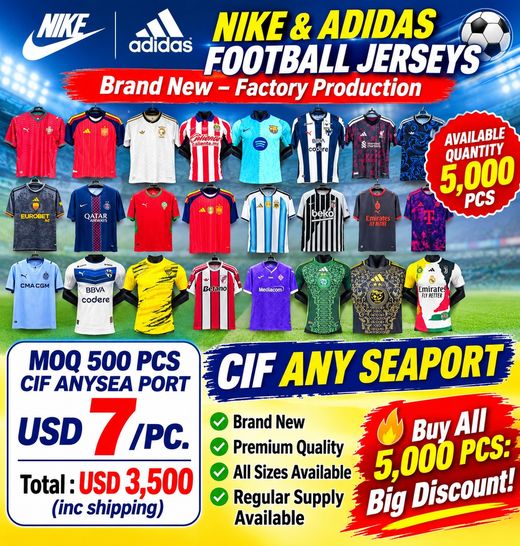 NIKE
adidas
NIKE & ADIDAS
FOOTBALL JERSEYS
Brand New – Factory Production
AVAILABLE
QUANTITY
5,000
PCS
EUROBET
QATAR
AIRWAYS
beko
Emirates
FLY BETTER
CMA CGM
BBVA
codere
Betano
Mediacom
Emirates
FLY BETTER
MOQ 500 PCS
CIF ANYSEA PORT
USD 7/PC.
Total : USD 3,500
(inc shipping)
CIF ANY SEAPORT
Brand New
Premium Quality
All Sizes Available
Regular Supply
Available
Buy All
5,000 PCS:
Big Discount!